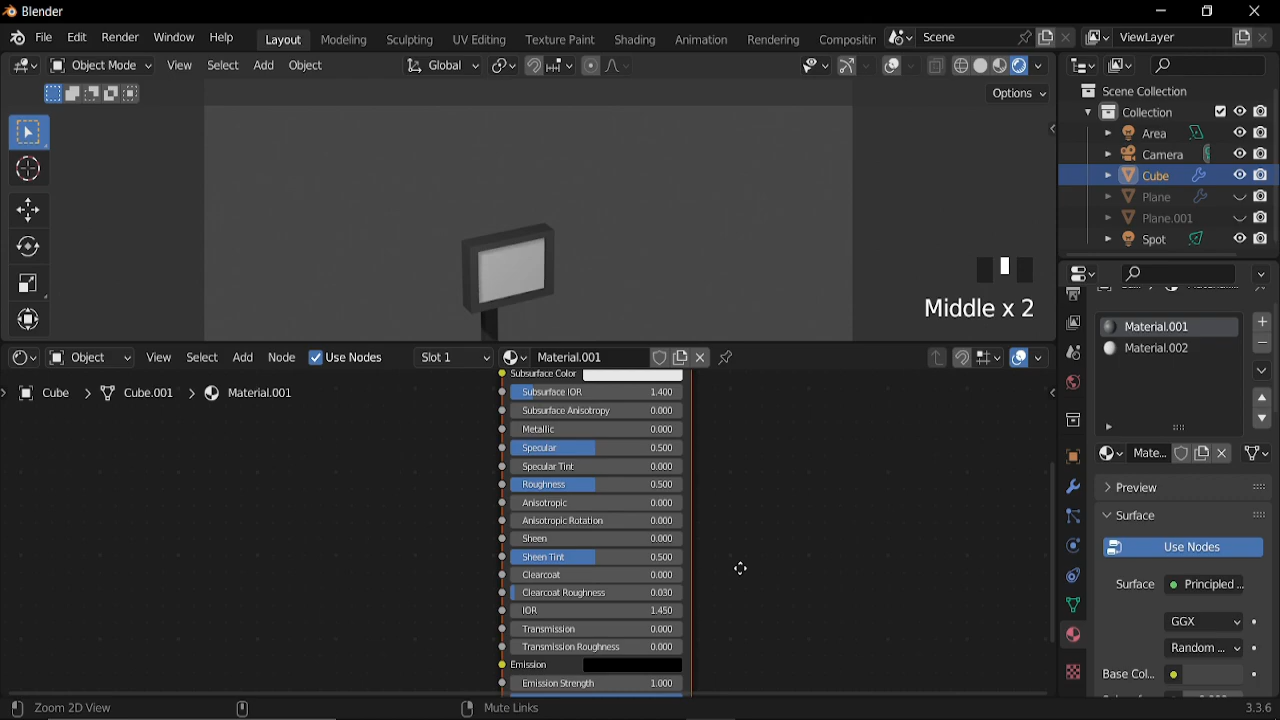 Blender
File Edit Render Window Help Layout Modeling Sculpting UV Editing Texture Paint Shading Animation Rendering Compositin Scene ViewLayer
Object Mode View Select Add Object Global
Options
Scene Collection
Collection
Area
Camera
Cube
Plane
Plane.001
Spot
Middle x 2
Material.001
Material.002
Object View Select Add Node Use Nodes Slot 1 Material.001
Cube Cube.001 Material.001
Subsurface Color
Subsurface IOR 1.400
Subsurface Anisotropy 0.000
Metallic 0.000
Specular 0.500
Specular Tint 0.000
Roughness 0.500
Anisotropic 0.000
Anisotropic Rotation 0.000
Sheen 0.000
Sheen Tint 0.500
Clearcoat 0.000
Clearcoat Roughness 0.030
IOR 1.450
Transmission 0.000
Transmission Roughness 0.000
Emission
Emission Strength 1.000
Mate...
Preview
Surface
Use Nodes
Surface Principled ...
GGX
Random ...
Base Col...
Zoom 2D View Mute Links 3.3.6